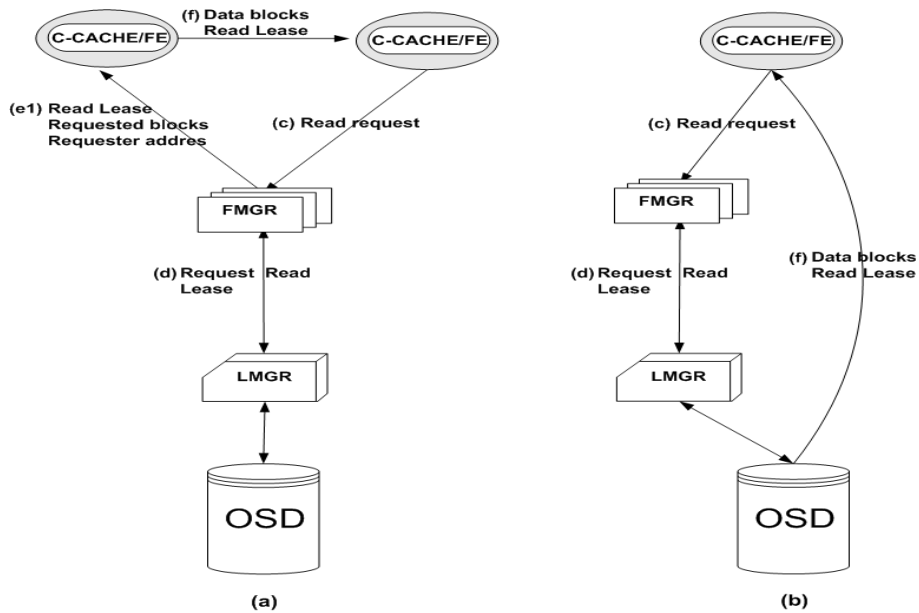 (f) Data blocks
Read Lease
C-CACHE/FE
C-CACHE/FE
(e1) Read Lease
Requested blocks
Requester addres
(c) Read request
FMGR
(d) Request Read
Lease
LMGR
OSD
(a)
C-CACHE/FE
(c) Read request
FMGR
(d) Request Read
Lease
(f) Data blocks
Read Lease
LMGR
OSD
(b)